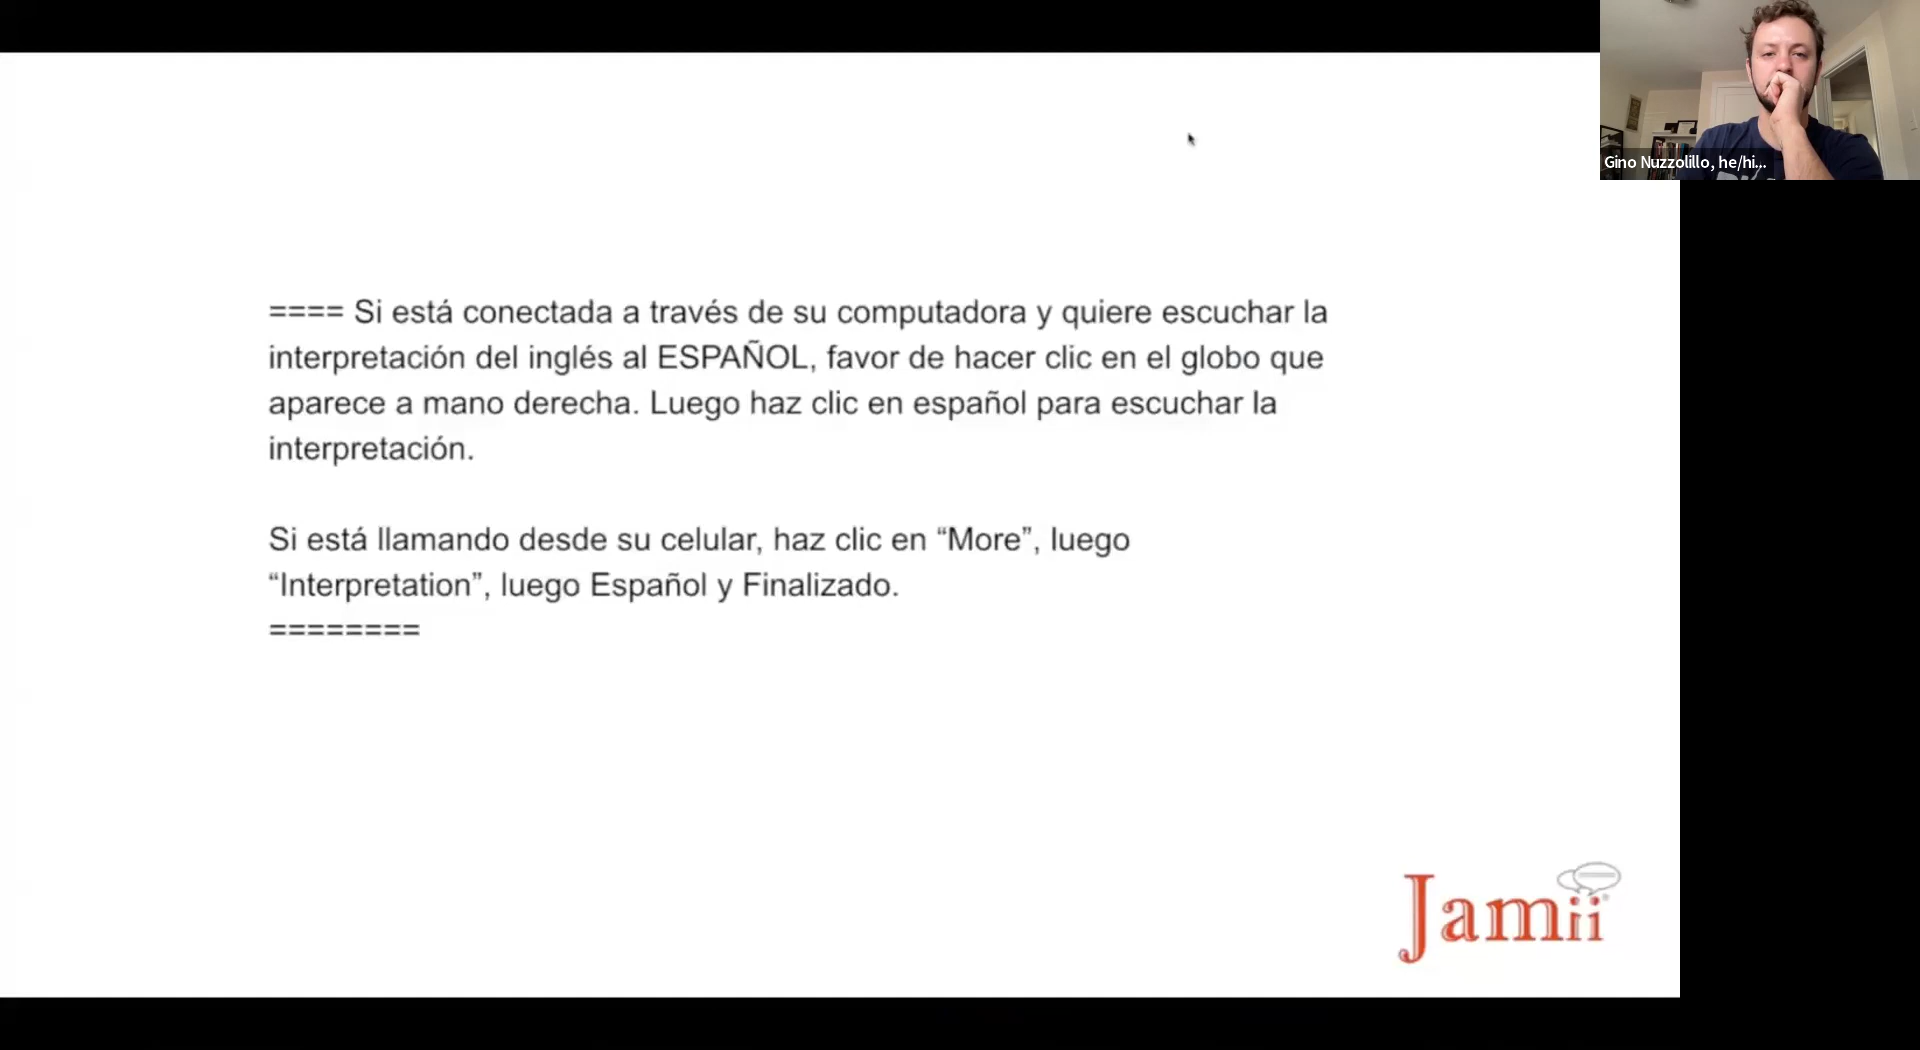 ==== Si está conectada a través de su computadora y quiere escuchar la
interpretación del inglés al ESPAÑOL, favor de hacer clic en el globo que
aparece a mano derecha. Luego haz clic en español para escuchar la
interpretación.
Si está llamando desde su celular, haz clic en “More”, luego
“Interpretation”, luego Español y Finalizado.
========
Jamii
Gino Nuzzolillo, he/hi...